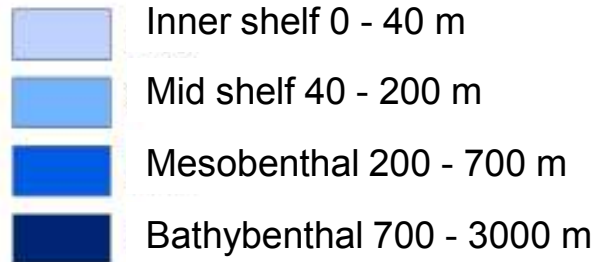 Inner shelf 0 - 40 m
Mid shelf 40 - 200 m
Mesobenthal 200 - 700 m
Bathybenthal 700 - 3000 m